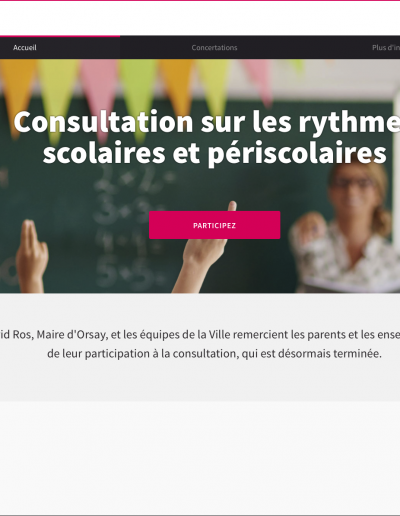 Accueil
Concertations
Plus d'in
Consultation sur les rythme
scolaires et périscolaires
PARTICIPEZ
id Ros, Maire d'Orsay, et les équipes de la Ville remercient les parents et les ense
de leur participation à la consultation, qui est désormais terminée.